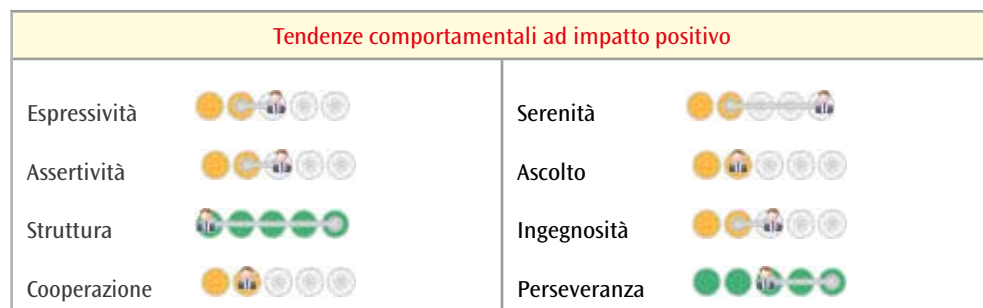 Tendenze comportamentali ad impatto positivo
Espressività
Assertività
Struttura
Cooperazione
Serenità
Ascolto
Ingegnosità
Perseveranza